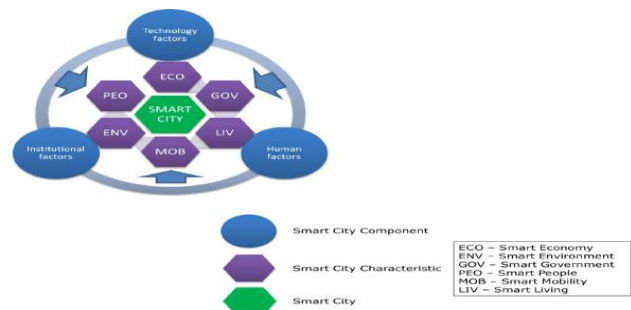 Technology
factors
ECO
PEO
GOV
SMART
CITY
ENV
LIV
MOB
Institutional
factors
Human
factors
Smart City Component
Smart City Characteristic
Smart City
ECO – Smart Economy
ENV – Smart Environment
GOV – Smart Government
PEO – Smart People
MOB – Smart Mobility
LIV – Smart Living